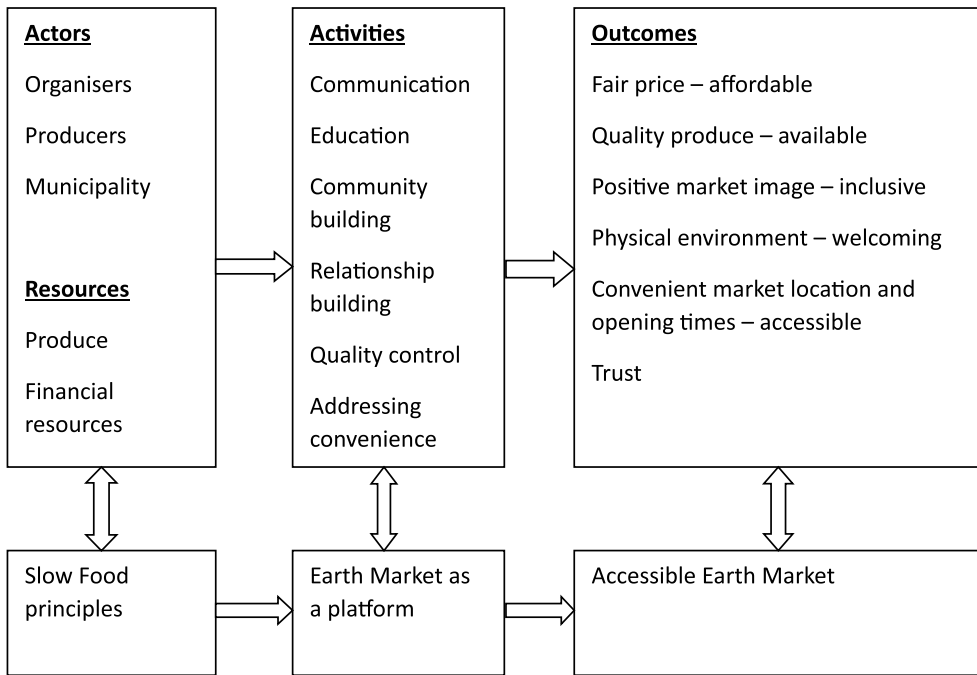 Actors
Organisers
Producers
Municipality
Resources
Produce
Financial
resources
Activities
Communication
Education
Community
building
Relationship
building
Quality control
Addressing
convenience
Outcomes
Fair price – affordable
Quality produce – available
Positive market image – inclusive
Physical environment – welcoming
Convenient market location and
opening times – accessible
Trust
Slow Food
principles
Earth Market as
a platform
Accessible Earth Market